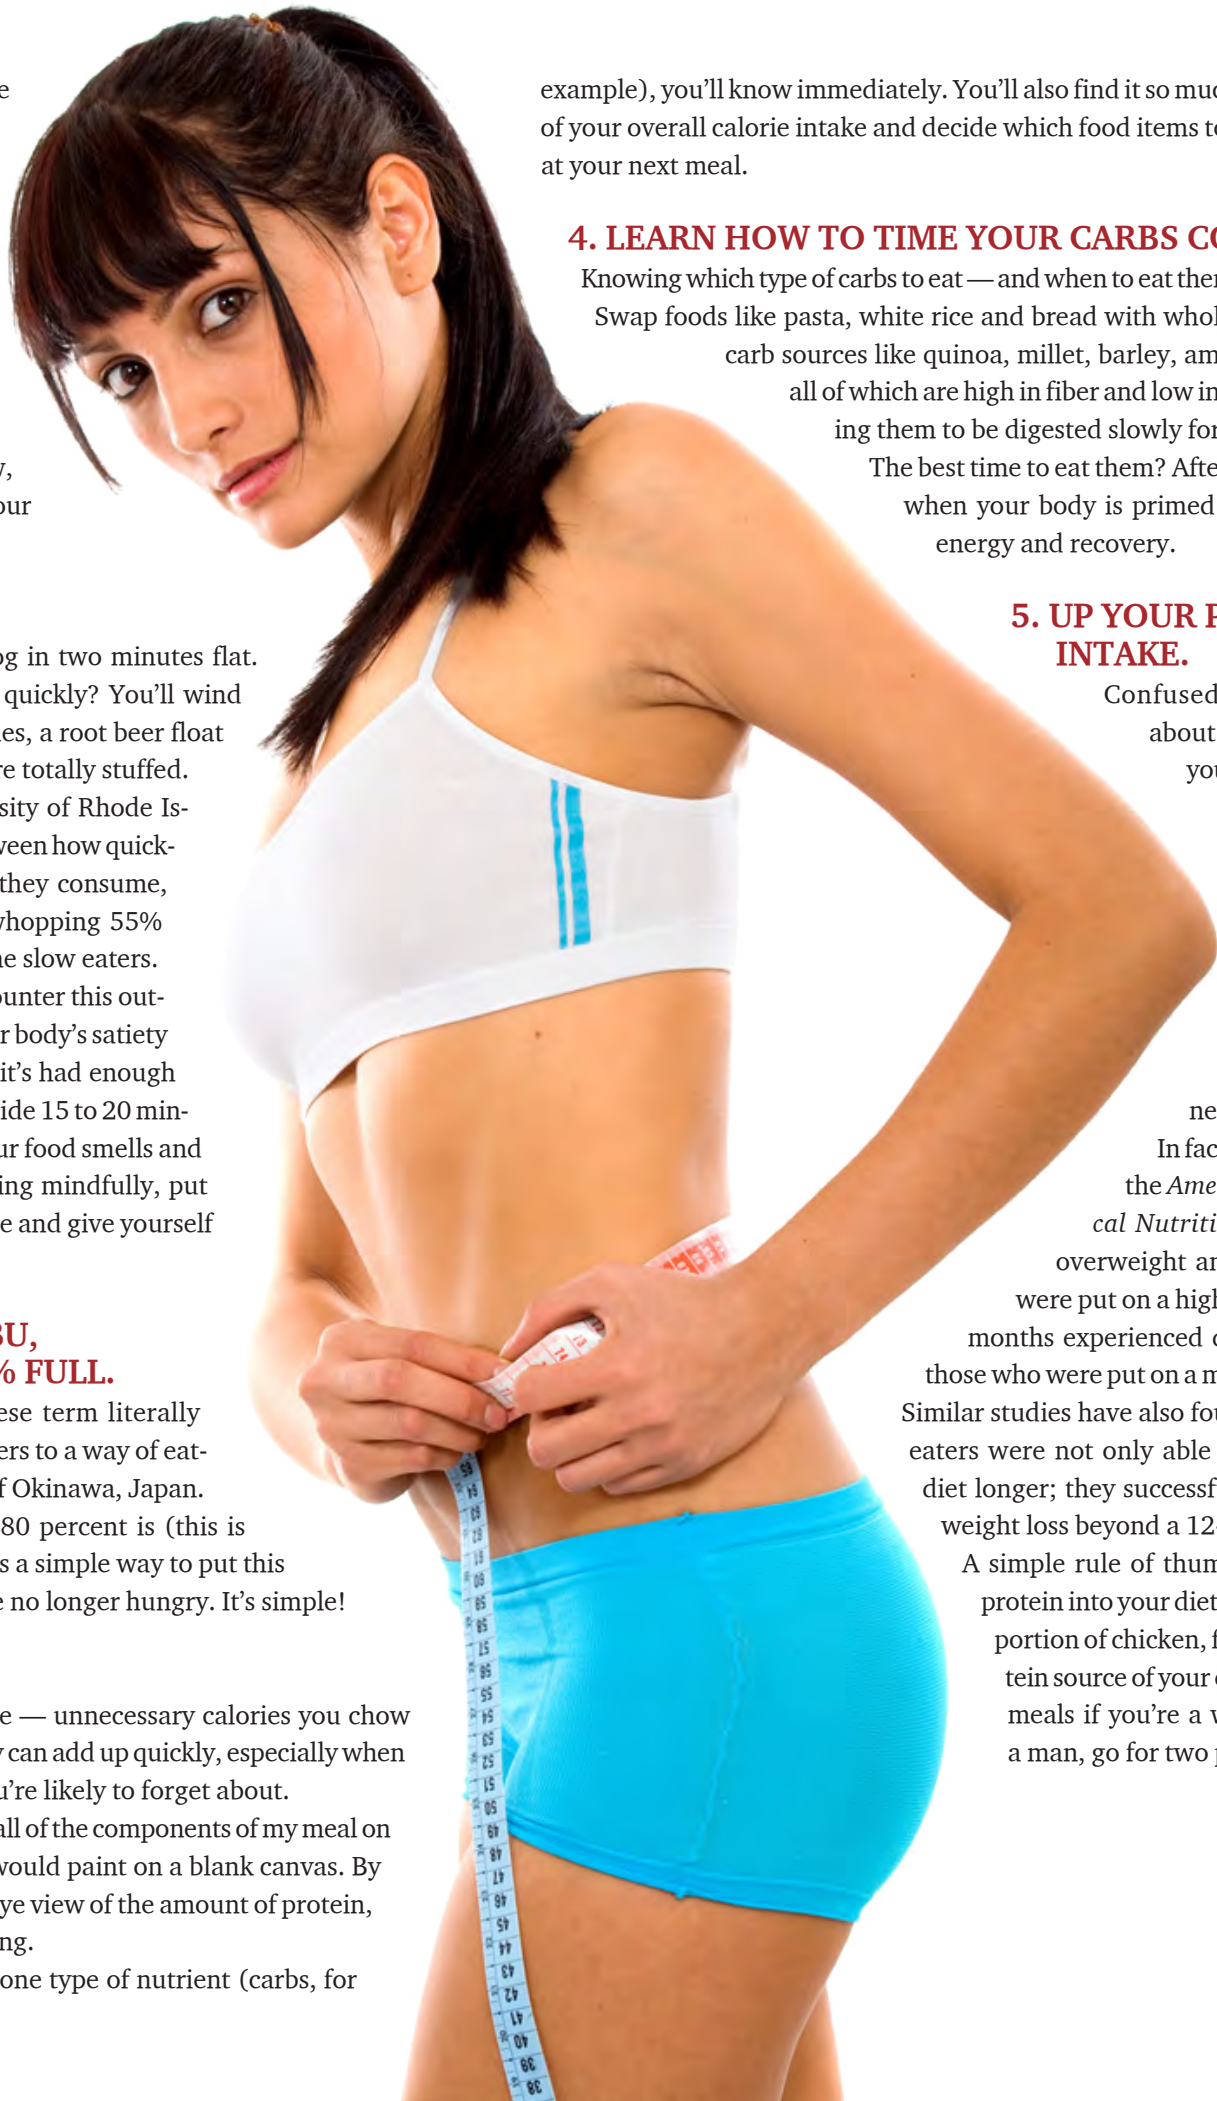 e
y,
our
og in two minutes flat.
quickly? You'll wind
es, a root beer float
re totally stuffed.
sity of Rhode Is-
ween how quick-
they consume,
whopping 55%
ne slow eaters.
ounter this out-
r body's satiety
it's had enough
ide 15 to 20 min-
ur food smells and
ing mindfully, put
e and give yourself
BU,
% FULL.
ese term literally
ers to a way of eat-
f Okinawa, Japan.
80 percent is (this is
s a simple way to put this
e no longer hungry. It's simple!
e — unnecessary calories you chow
y can add up quickly, especially when
u're likely to forget about.
all of the components of my meal on
would paint on a blank canvas. By
ye view of the amount of protein,
ng.
one type of nutrient (carbs, for
example), you'll know immediately. You'll also find it so muc
of your overall calorie intake and decide which food items to
at your next meal.
4. LEARN HOW TO TIME YOUR CARBS CO
Knowing which type of carbs to eat — and when to eat them
Swap foods like pasta, white rice and bread with whol
carb sources like quinoa, millet, barley, am
all of which are high in fiber and low in
ing them to be digested slowly for
The best time to eat them? Afte
when your body is primed
energy and recovery.
5. UP YOUR P
INTAKE.
Confused
about
you
ne
In fac
the Ame
cal Nutriti
overweight an
were put on a high
months experienced
those who were put on a m
Similar studies have also fou
eaters were not only able
diet longer; they successf
weight loss beyond a 12-
A simple rule of thum
protein into your diet
portion of chicken, f
tein source of your
meals if you're a w
a man, go for two p